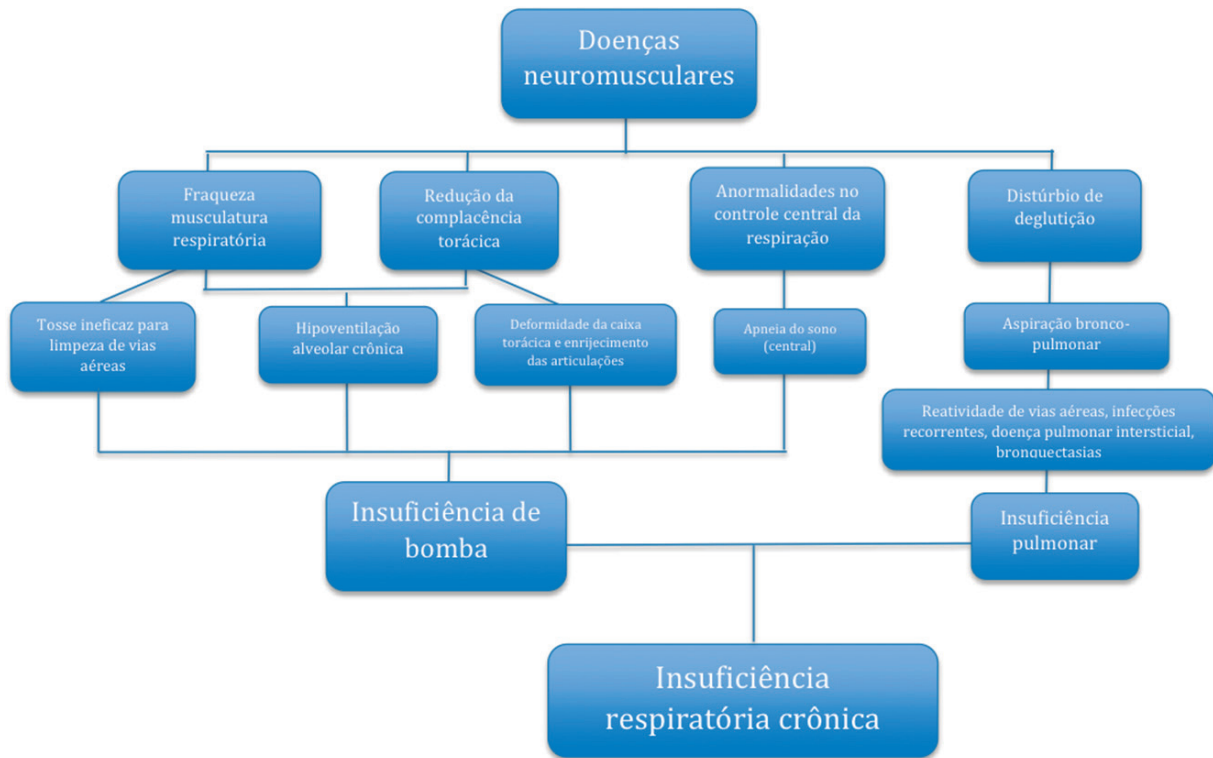 Doenças
neuromusculares
Fraqueza
musculatura
respiratória
Redução da
complacência
torácica
Anormalidades no
controle central da
respiração
Distúrbio de
deglutição
Tosse ineficaz para
limpeza de vias
aéreas
Hipoventilação
alveolar crônica
Deformidade da caixa
torácica e enrijecimento
das articulações
Apneia do sono
(central)
Aspiração bronco-
pulmonar
Reatividade de vias aéreas, infecções
recorrentes, doença pulmonar intersticial,
bronquectasias
Insuficiência de
bomba
Insuficiência
pulmonar
Insuficiência
respiratória crônica